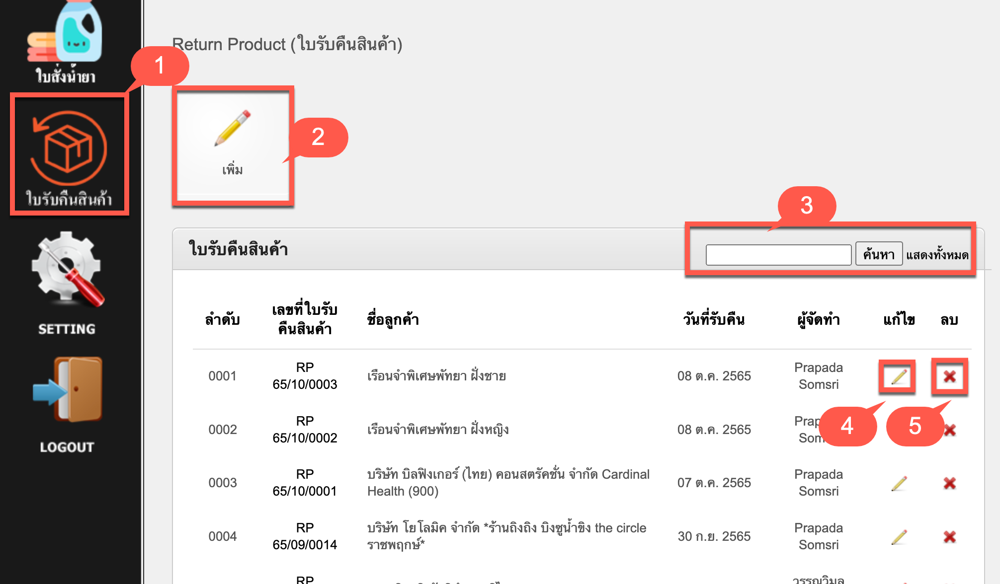 ใบสั่งน้ำยา
1
ใบรับคืนสินค้า
SETTING
LOGOUT
Return Product (ใบรับคืนสินค้า)
2
เพิ่ม
3
ใบรับคืนสินค้า
ค้นหา แสดงทั้งหมด
ลำดับ เลขที่ใบรับ ชื่อลูกค้า วันที่รับคืน ผู้จัดทำ แก้ไข ลบ
คืนสินค้า
0001 RP เรือนจำพิเศษพัทยา ฝั่งชาย 08 ต.ค. 2565 Prapada
65/10/0003 Somsri
4 5
0002 RP เรือนจำพิเศษพัทยา ฝั่งหญิง 08 ต.ค. 2565
65/10/0002
0003 RP บริษัท บิลฟิงเกอร์ (ไทย) คอนสตรัคชั่น จำกัด Cardinal 07 ต.ค. 2565 Prapada
65/10/0001 Health (900) Somsri
0004 RP บริษัท โยโลมิค จำกัด *ร้านถิงถิง บิงซูน้ำขิง the circle 30 ก.ย. 2565 Prapada
65/09/0014 ราชพฤกษ์* Somsri
RP วรรณวิมล